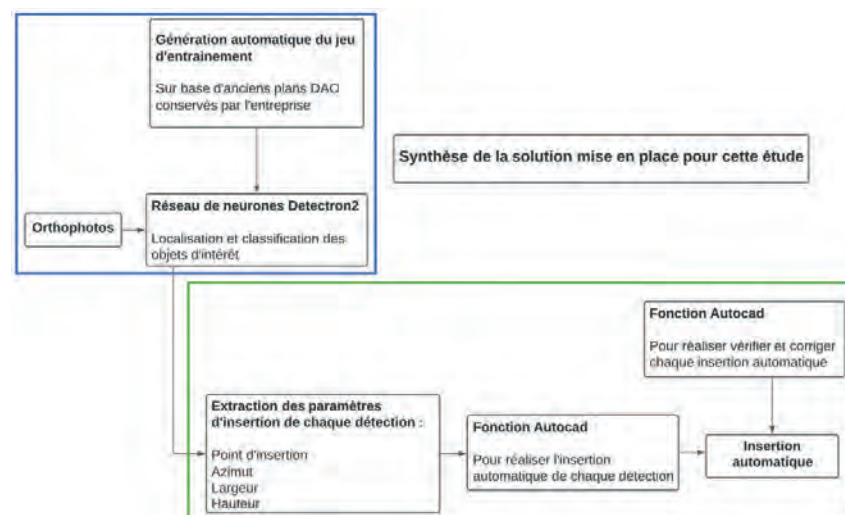 Génération automatique du jeu
d'entrainement
Sur base d'anciens plans DAO
conservés par l'entreprise
Synthèse de la solution mise en place pour cette étude
Réseau de neurones Detectron2
Orthophotos
Localisation et classification des
objets d'intérêt
Fonction Autocad
Pour réaliser vérifier et corriger
chaque insertion automatique
Extraction des paramètres
d'insertion de chaque détection :
Point d'insertion
Azimut
Largeur
Hauteur
Fonction Autocad
Pour réaliser l'insertion
automatique de chaque détection
Insertion
automatique